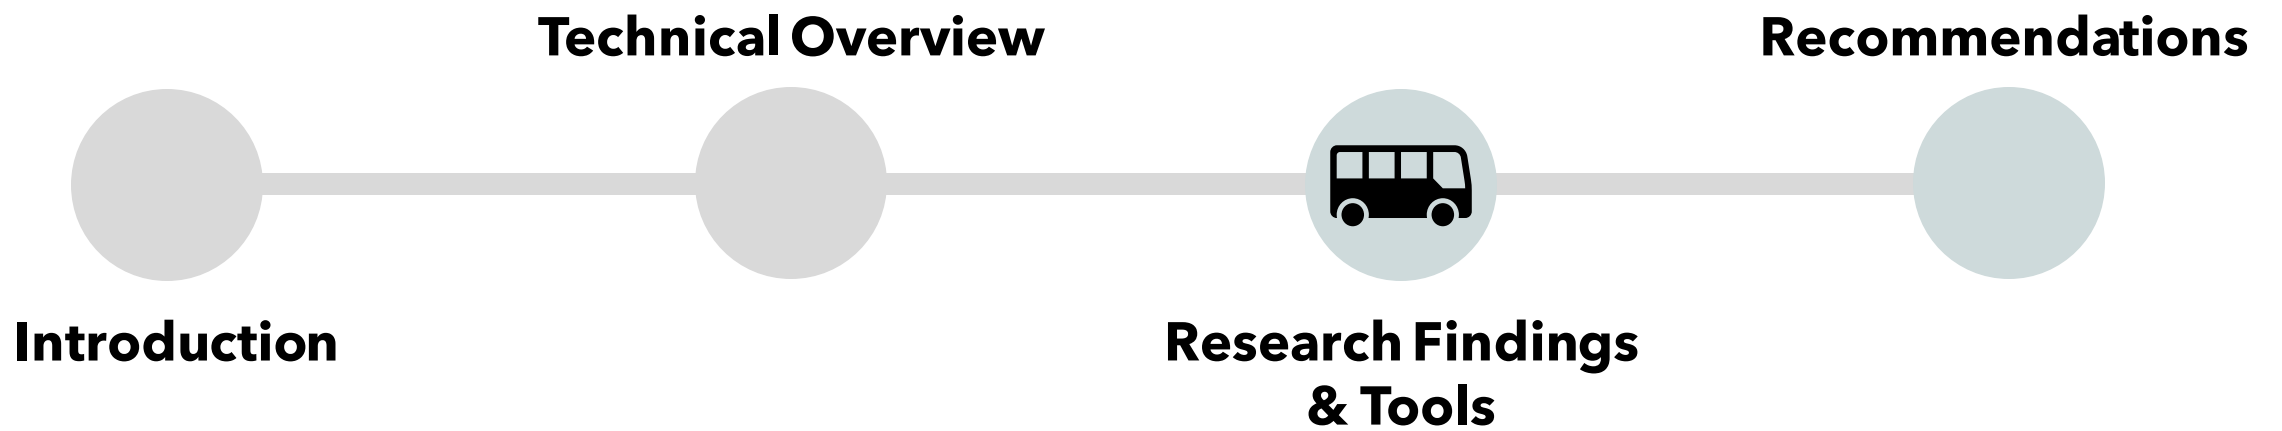 Technical Overview
Recommendations
Introduction
Research Findings
& Tools